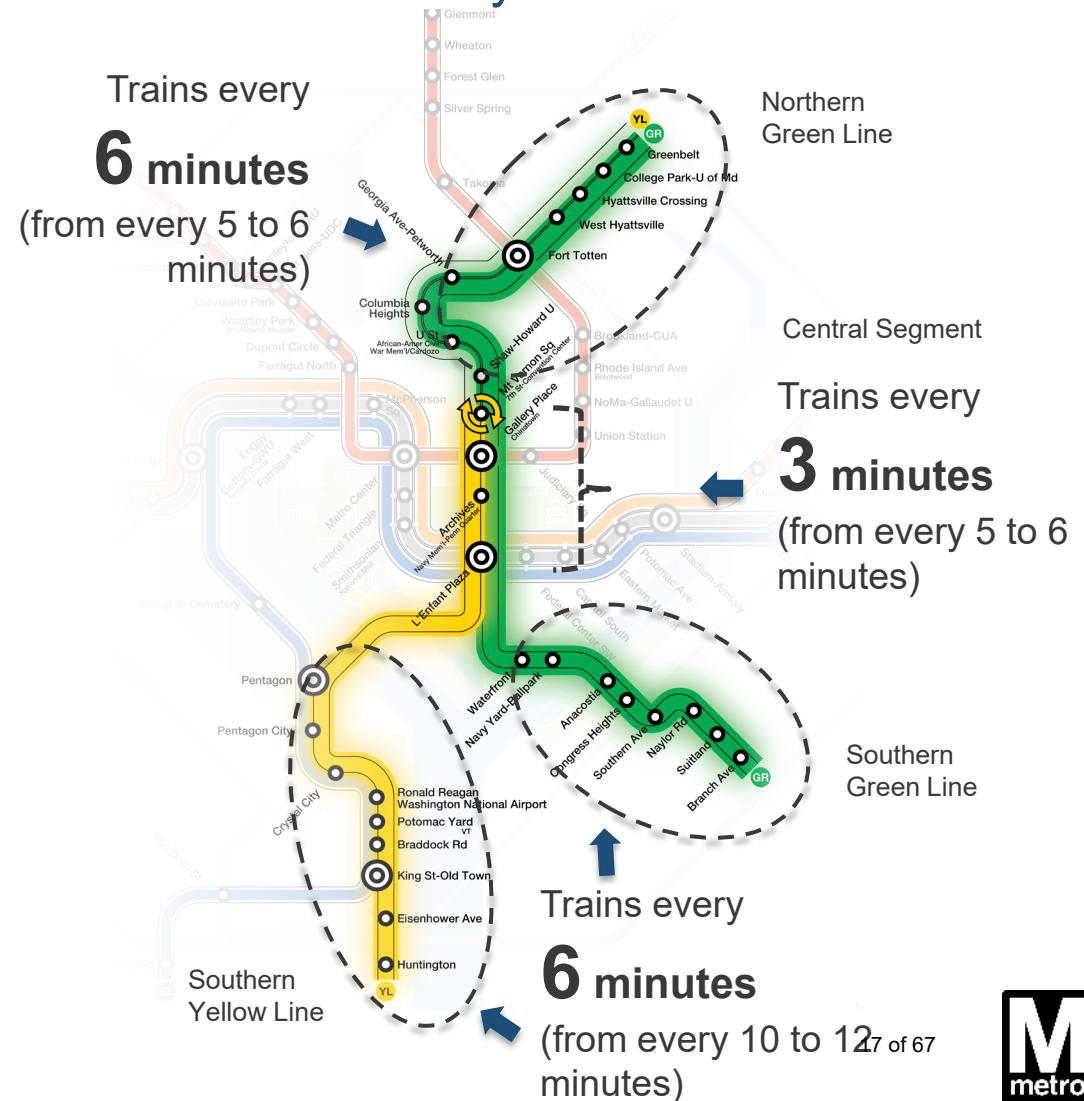 Glenmont
Wheaton
Forest Glen
Silver Spring
Takoma
Trains every
6 minutes
(from every 5 to 6
minutes)
Northern
Green Line
YL
GR
Greenbelt
College Park-U of Md
Hyattsville Crossing
West Hyattsville
Fort Totten
Georgia Ave-Petworth
Columbia
Heights
U St
African-Amer Civil
War Mem'l/Cardozo
Shaw-Howard U
Mt Vernon Sq
7th St-Convention Center
Gallery Place
Chinatown
Cleveland Park
Woodley Park
Zoo/Adams Morgan
Dupont Circle
Farragut North
McPherson
Sq
Brookland-CUA
Rhode Island Ave
Brentwood
NoMa-Gallaudet U
Union Station
Judiciary
Central Segment
Trains every
3 minutes
(from every 5 to 6
minutes)
Foggy
Bottom-GWU
Farragut West
Metro Center
Federal Triangle
Smithsonian
National Mall
Archives
Navy Mem'l-Penn Quarter
L'Enfant Plaza
Federal Center SW
Capitol South
Eastern Market
Potomac Ave
Stadium-Armory
Arlington Cemetery
Pentagon
Pentagon City
Crystal City
Ronald Reagan
Washington National Airport
Potomac Yard
VT
Braddock Rd
King St-Old Town
Eisenhower Ave
Huntington
YL
Van Dorn St
Southern
Yellow Line
Waterfront
Navy Yard-Ballpark
Anacostia
Congress Heights
Southern Ave
Naylor Rd
Suitland
Branch Ave
GR
Southern
Green Line
Trains every
6 minutes
(from every 10 to 12
minutes)
17 of 67
M
metro